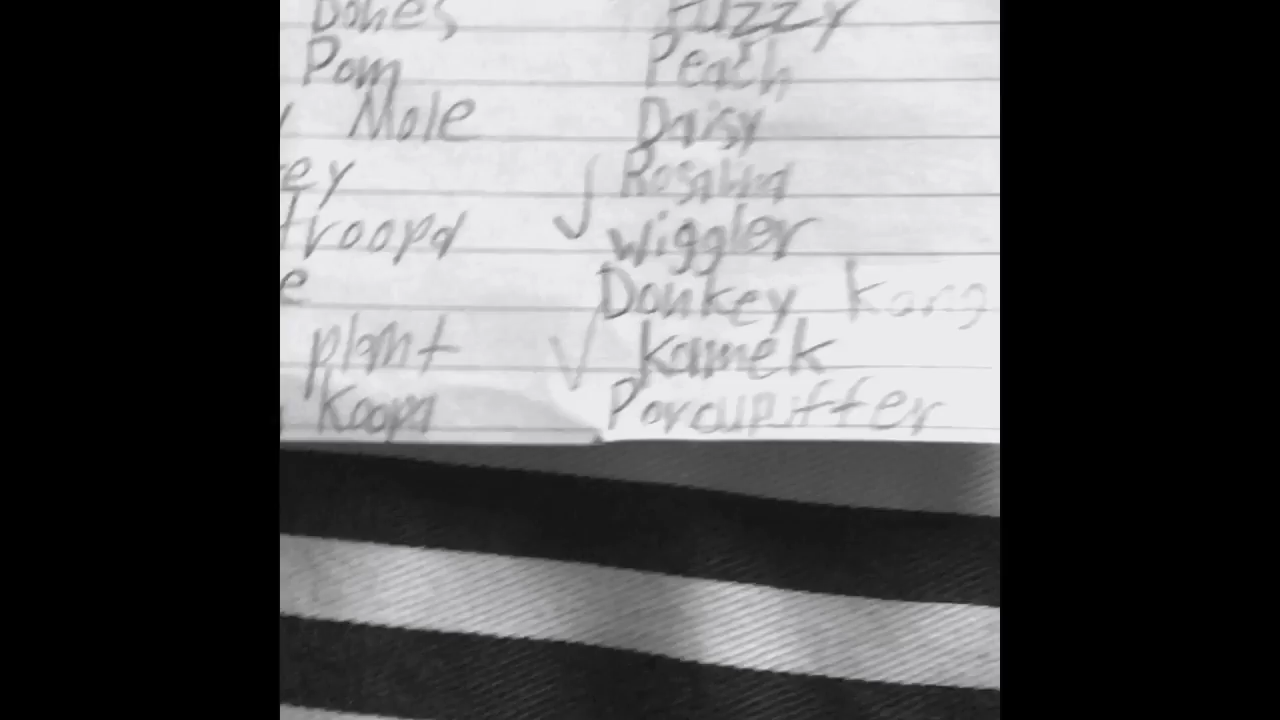 Bones Fuzzy
Pom Peach
Mole Daisy
ey Rosalina
troopa Wiggler
e Donkey Kong
plant Kamek
Koopa Porcupuffer